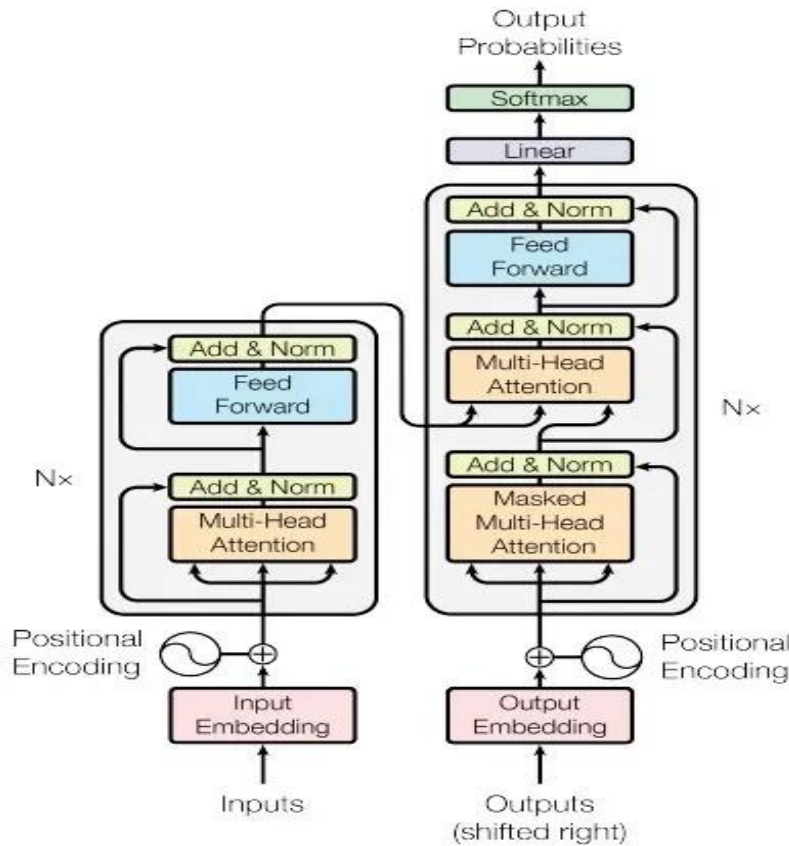 Output
Probabilities
Softmax
Linear
Add & Norm
Feed
Forward
Add & Norm
Multi-Head
Attention
Add & Norm
Masked
Multi-Head
Attention
Nx
Add & Norm
Feed
Forward
Add & Norm
Multi-Head
Attention
Nx
Positional
Encoding
Positional
Encoding
Input
Embedding
Output
Embedding
Inputs
Outputs
(shifted right)